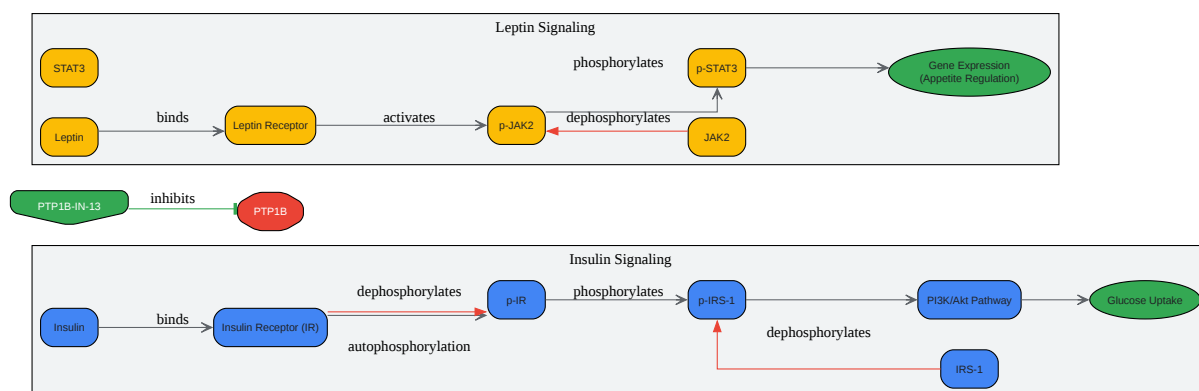 Leptin Signaling
STAT3
phosphorylates
p-STAT3
Gene Expression
(Appetite Regulation)
Leptin
binds
Leptin Receptor
activates
p-JAK2
dephosphorylates
JAK2
PTP1B-IN-13
inhibits
PTP1B
Insulin Signaling
Insulin
binds
Insulin Receptor (IR)
dephosphorylates
autophosphorylation
p-IR
phosphorylates
p-IRS-1
PI3K/Akt Pathway
Glucose Uptake
dephosphorylates
IRS-1